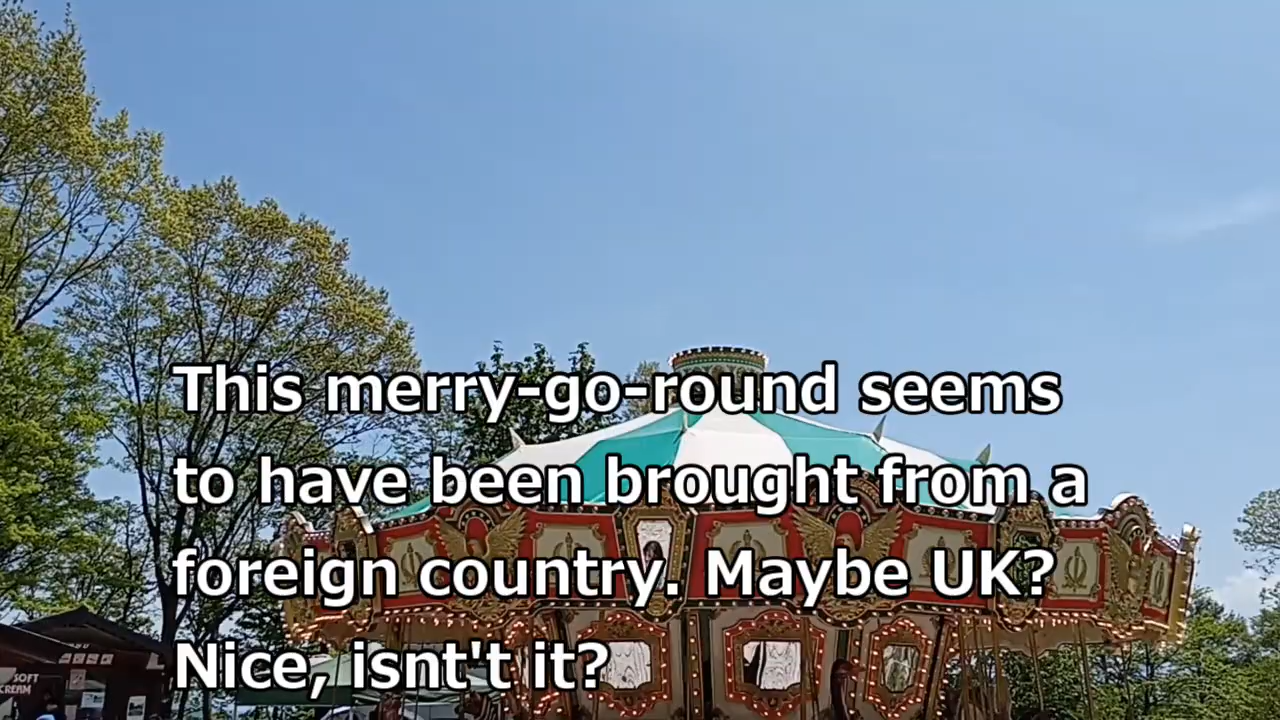 This merry-go-round seems
to have been brought from a
foreign country. Maybe UK?
Nice, isnt't it?
SOFT
CREAM